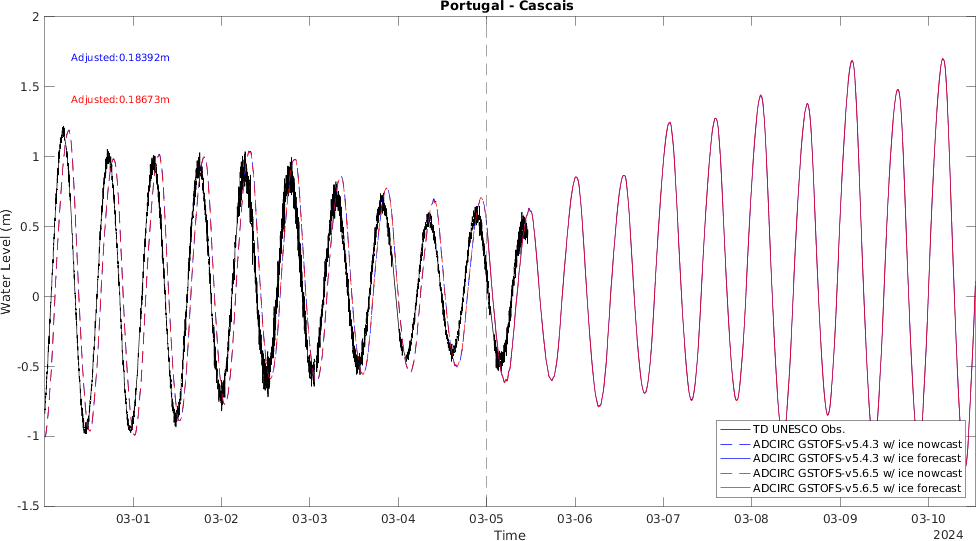 Portugal - Cascais
2
1.5
1
0.5
0
-0.5
-1
-1.5
Water Level (m)
Adjusted:0.18392m
Adjusted:0.18673m
TD UNESCO Obs.
ADCIRC GSTOFS-v5.4.3 w/ ice nowcast
ADCIRC GSTOFS-v5.4.3 w/ ice forecast
ADCIRC GSTOFS-v5.6.5 w/ ice nowcast
ADCIRC GSTOFS-v5.6.5 w/ ice forecast
03-01 03-02 03-03 03-04 03-05 03-06 03-07 03-08 03-09 03-10
Time
2024